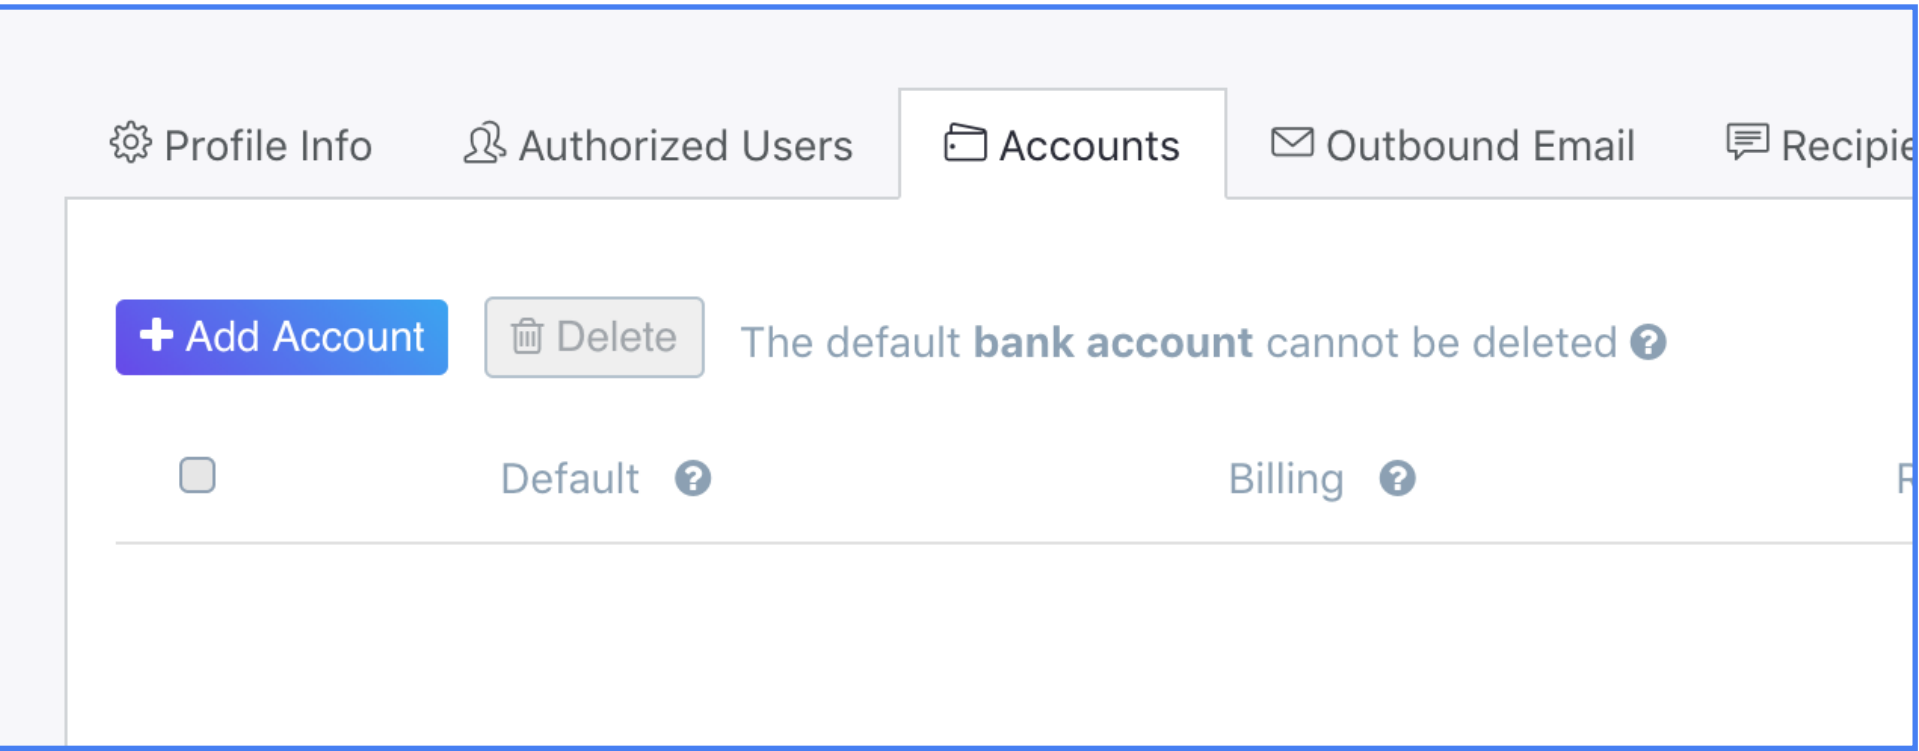 Profile Info Authorized Users Accounts Outbound Email Recipie
Add Account Delete The default bank account cannot be deleted
Default Billing R